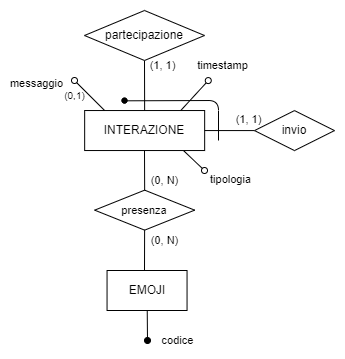 partecipazione
(1, 1)
timestamp
messaggio
(0,1)
INTERAZIONE
(1, 1)
invio
(0, N)
tipologia
presenza
(0, N)
EMOJI
codice